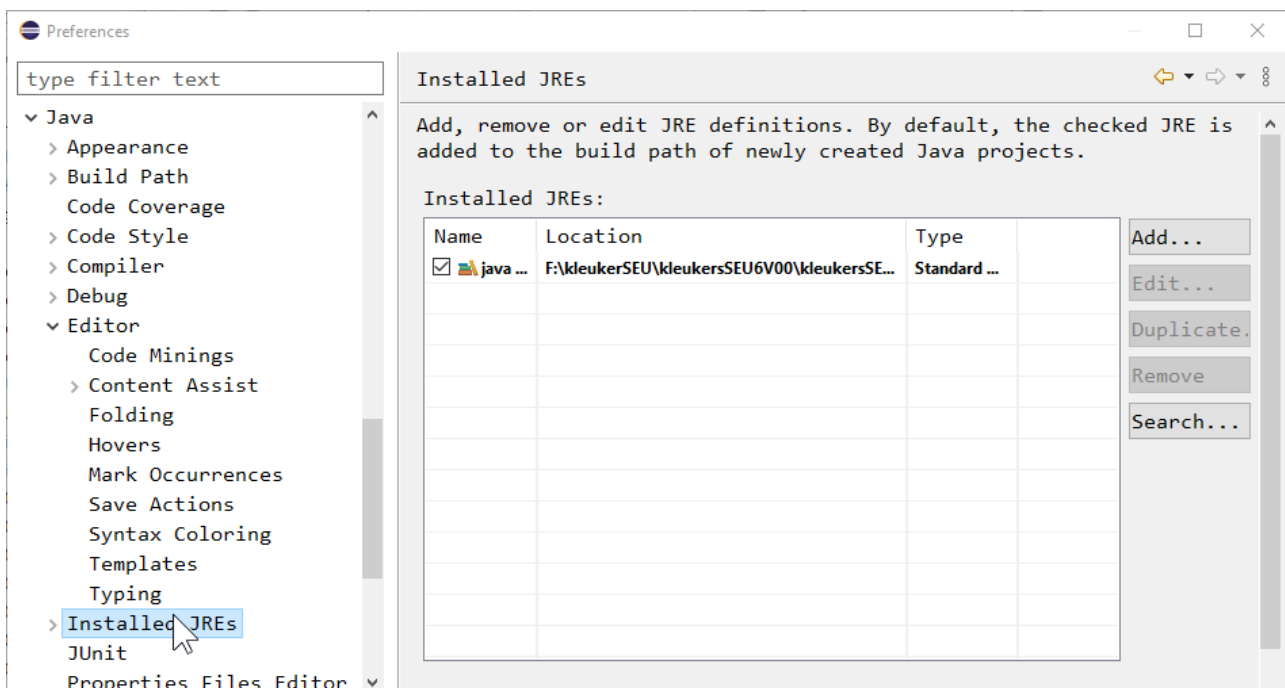 Preferences
type filter text
Java
Appearance
Build Path
Code Coverage
Code Style
Compiler
Debug
Editor
Code Minings
Content Assist
Folding
Hovers
Mark Occurrences
Save Actions
Syntax Coloring
Templates
Typing
Installed JREs
JUnit
Properties Files Editor
Installed JREs
Add, remove or edit JRE definitions. By default, the checked JRE is
added to the build path of newly created Java projects.
Installed JREs:
Name Location Type
java ... F:\kleukerSEU\kleukersSEU6V00\kleukersSE... Standard ...
Add...
Edit...
Duplicate.
Remove
Search...